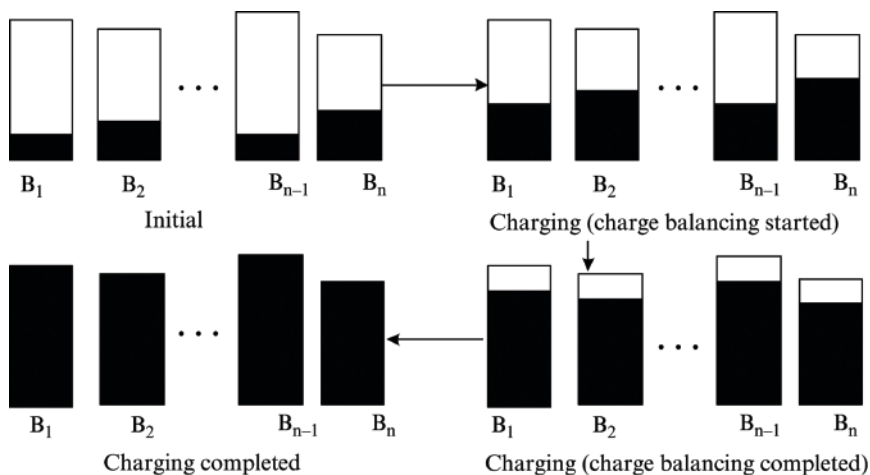 B₁ B₂ Bₙ₋₁ Bₙ
Initial
B₁ B₂ Bₙ₋₁ Bₙ
Charging (charge balancing started)
B₁ B₂ Bₙ₋₁ Bₙ
Charging completed
B₁ B₂ Bₙ₋₁ Bₙ
Charging (charge balancing completed)